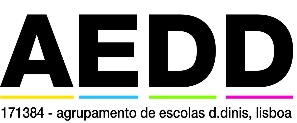 AEDD
171384 - agrupamento de escolas d.dinis, lisboa